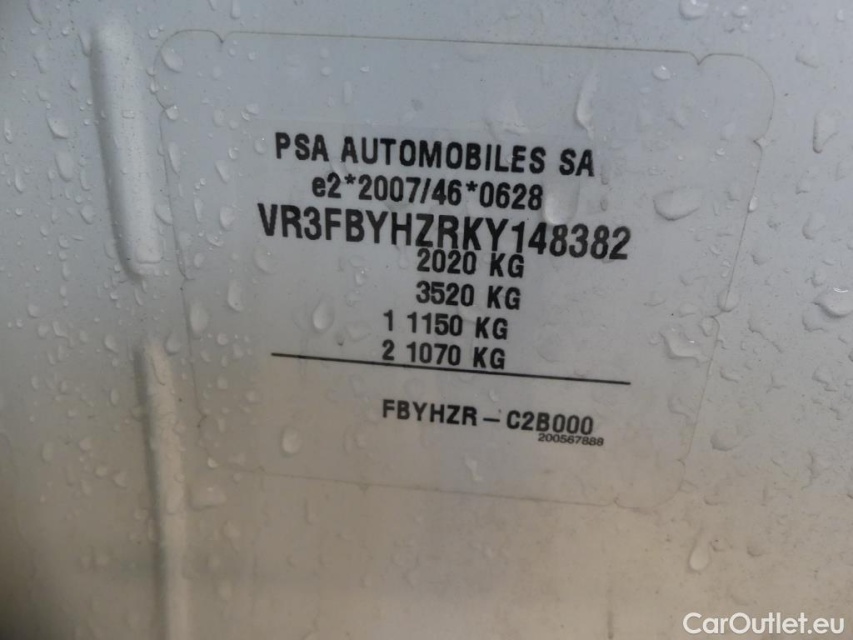 PSA AUTOMOBILES SA
e2*2007/46*0628
VR3FBYHZRKY148382
2020 KG
3520 KG
1 1150 KG
2 1070 KG
FBYHZR – C2B000
200567888
CarOutlet.eu